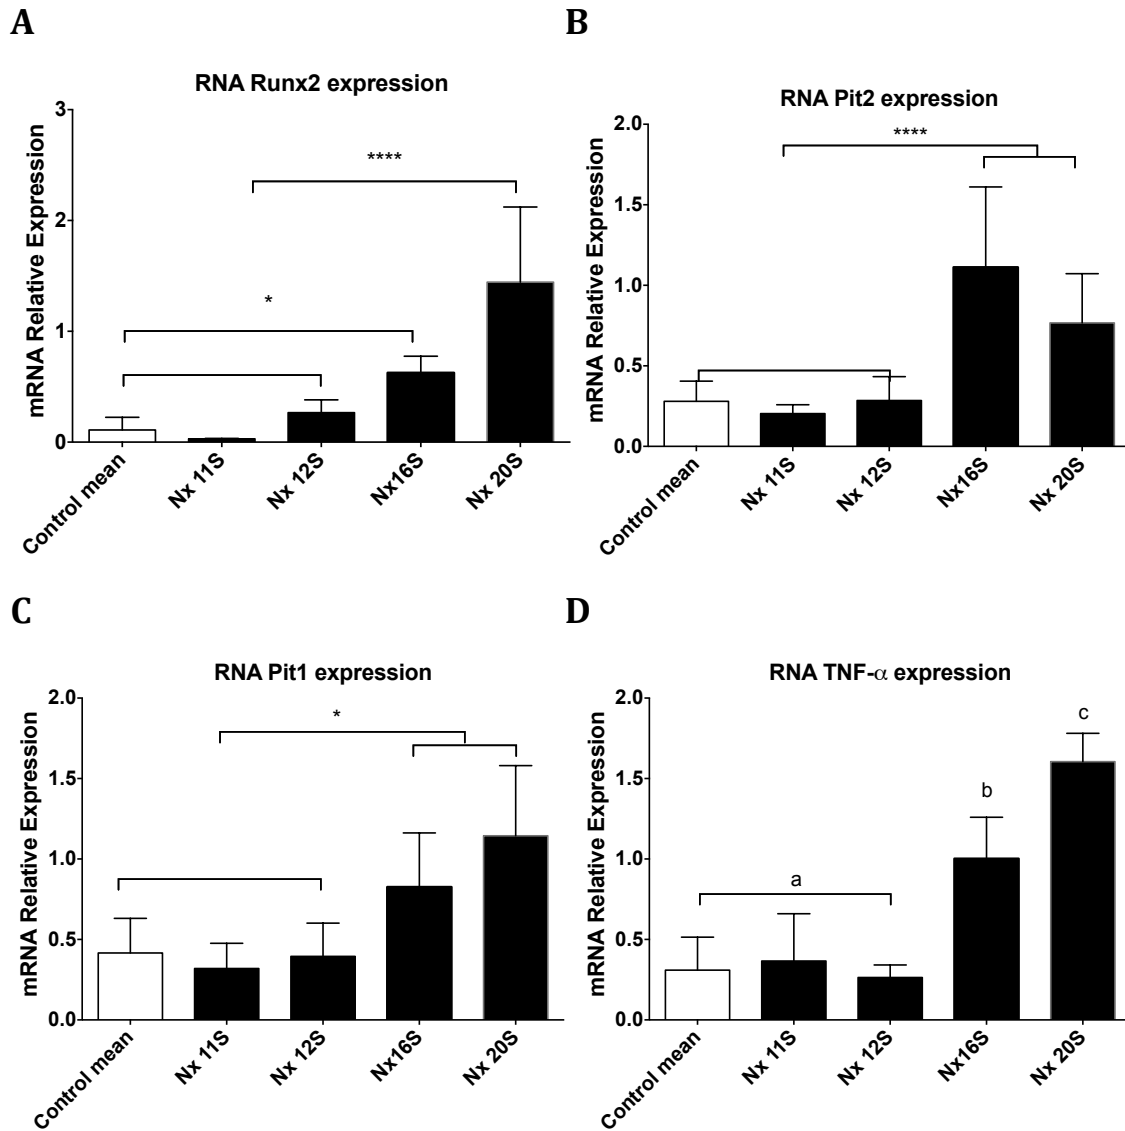 A
RNA Runx2 expression
mRNA Relative Expression
3
2
1
0
****
*
Control mean
Nx 11S
Nx 12S
Nx16S
Nx 20S
B
RNA Pit2 expression
mRNA Relative Expression
2.0
1.5
1.0
0.5
0.0
****
Control mean
Nx 11S
Nx 12S
Nx16S
Nx 20S
C
RNA Pit1 expression
mRNA Relative Expression
2.0
1.5
1.0
0.5
0.0
*
Control mean
Nx 11S
Nx 12S
Nx16S
Nx 20S
D
RNA TNF-α expression
mRNA Relative Expression
2.0
1.5
1.0
0.5
0.0
a
b
c
Control mean
Nx 11S
Nx 12S
Nx16S
Nx 20S